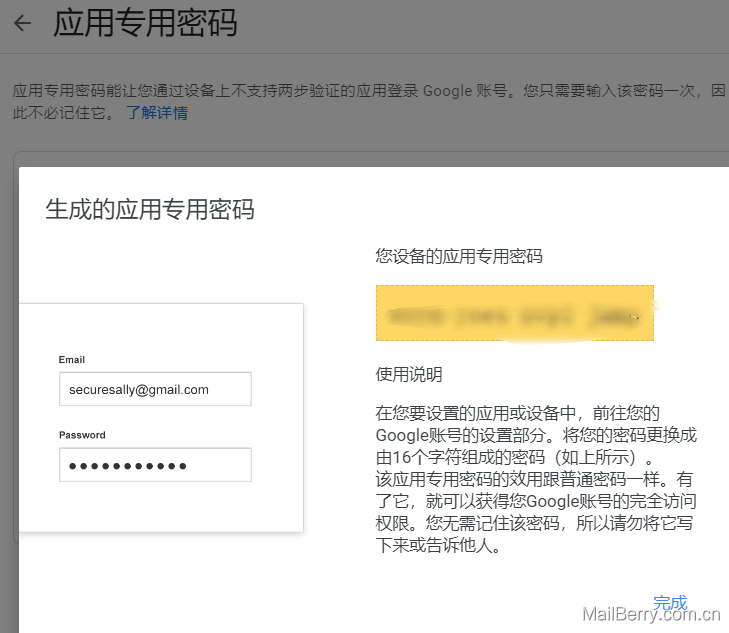 应用专用密码
应用专用密码能让您通过设备上不支持两步验证的应用登录 Google 账号。您只需要输入该密码一次，因
此不必记住它。 了解详情
生成的应用专用密码
您设备的应用专用密码
Email
securesally@gmail.com
Password
使用说明
在您要设置的应用或设备中，前往您的
Google账号的设置部分。将您的密码更换成
由16个字符组成的密码（如上所示）。
该应用专用密码的效用跟普通密码一样。有
了它，就可以获得您Google账号的完全访问
权限。您无需记住该密码，所以请勿将它写
下来或告诉他人。
完成
MailBerry.com.cn